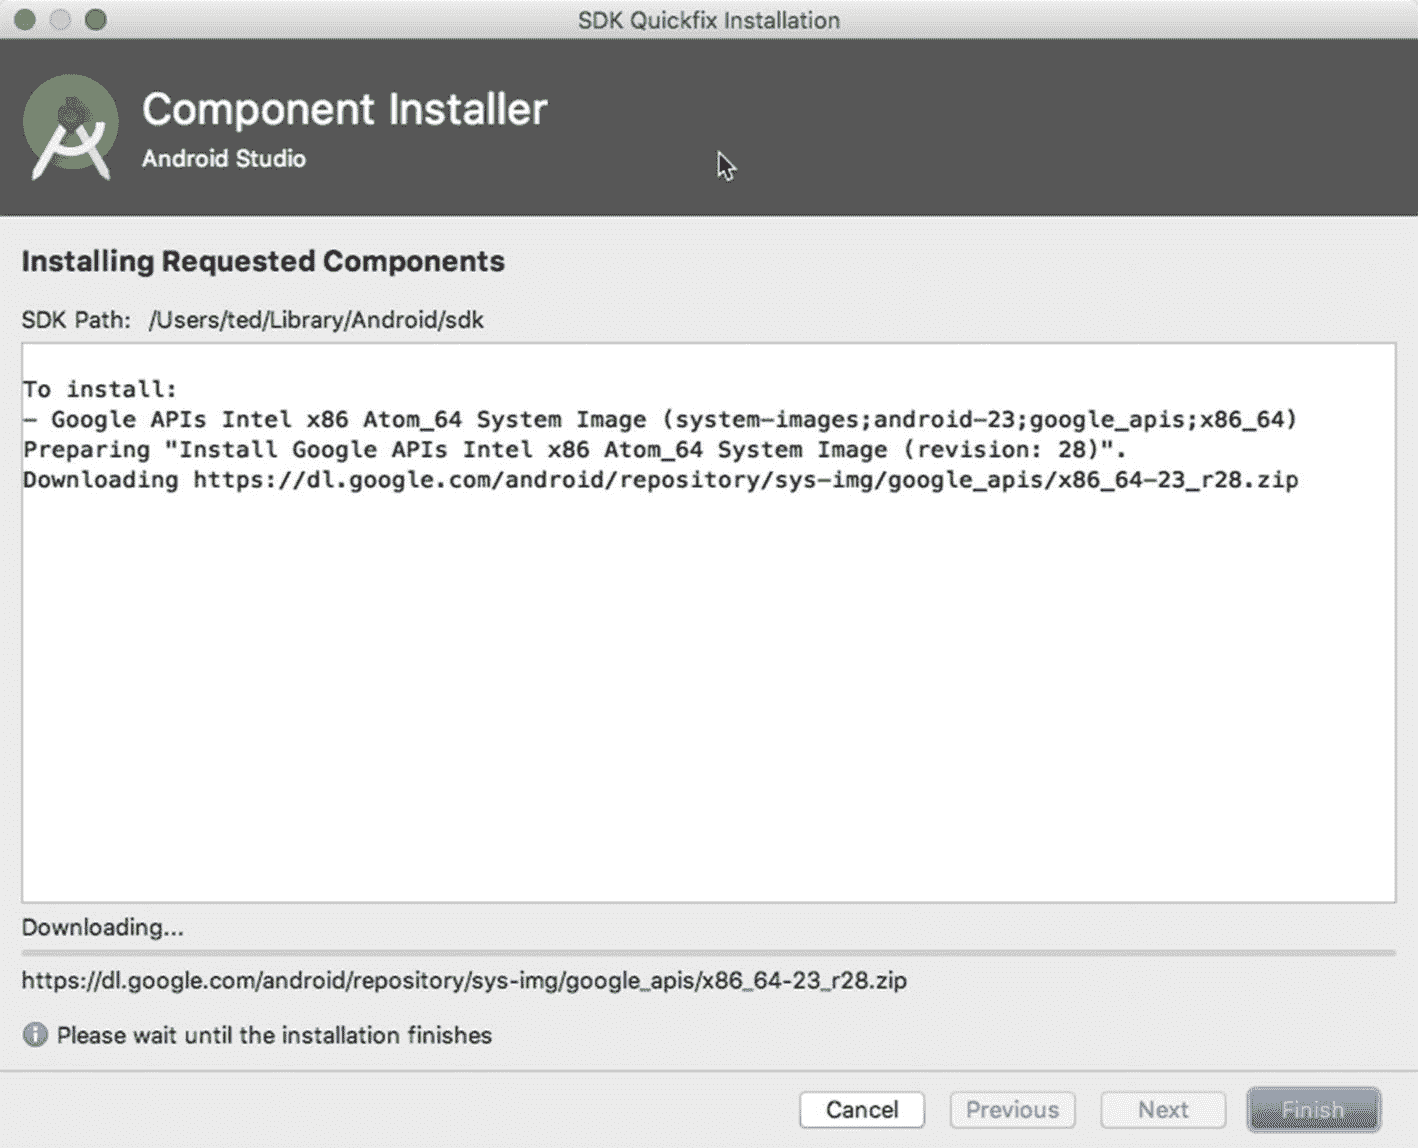 SDK Quickfix Installation
Component Installer
Android Studio
Installing Requested Components
SDK Path: /Users/ted/Library/Android/sdk
To install:
- Google APIs Intel x86 Atom_64 System Image (system-images;android-23;google_apis;x86_64)
Preparing "Install Google APIs Intel x86 Atom_64 System Image (revision: 28)".
Downloading https://dl.google.com/android/repository/sys-img/google_apis/x86_64-23_r28.zip
Downloading...
https://dl.google.com/android/repository/sys-img/google_apis/x86_64-23_r28.zip
Please wait until the installation finishes
Cancel Previous Next Finish